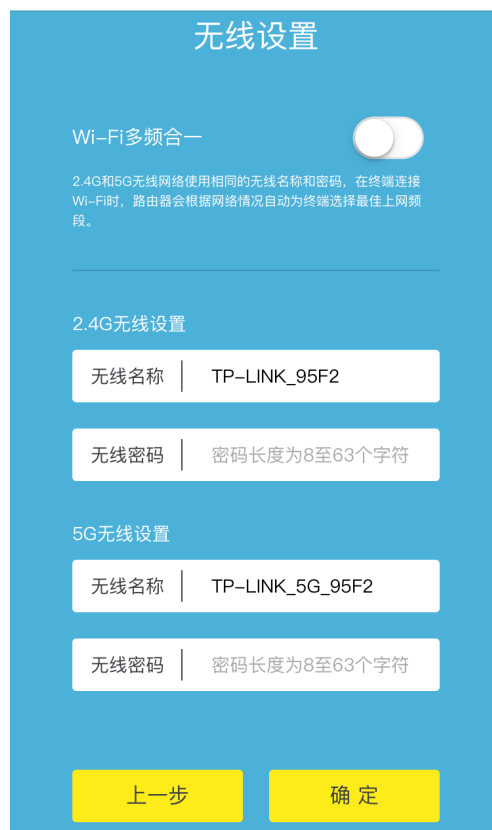 无线设置
Wi-Fi多频合一
2.4G和5G无线网络使用相同的无线名称和密码，在终端连接
Wi-Fi时，路由器会根据网络情况自动为终端选择最佳上网频
段。
2.4G无线设置
无线名称 TP-LINK_95F2
无线密码 密码长度为8至63个字符
5G无线设置
无线名称 TP-LINK_5G_95F2
无线密码 密码长度为8至63个字符
上一步 确 定